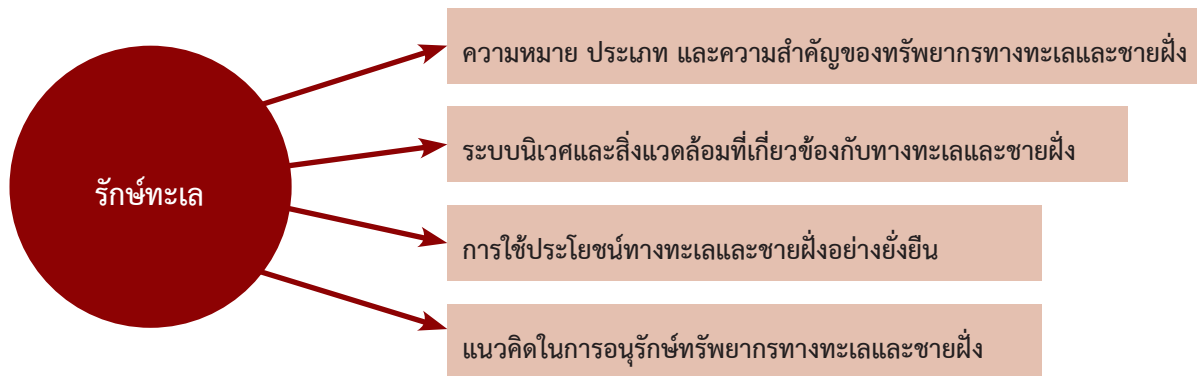 รักษ์ทะเล
ความหมาย ประเภท และความสำคัญของทรัพยากรทางทะเลและชายฝั่ง
ระบบนิเวศและสิ่งแวดล้อมที่เกี่ยวข้องกับทางทะเลและชายฝั่ง
การใช้ประโยชน์ทางทะเลและชายฝั่งอย่างยั่งยืน
แนวคิดในการอนุรักษ์ทรัพยากรทางทะเลและชายฝั่ง